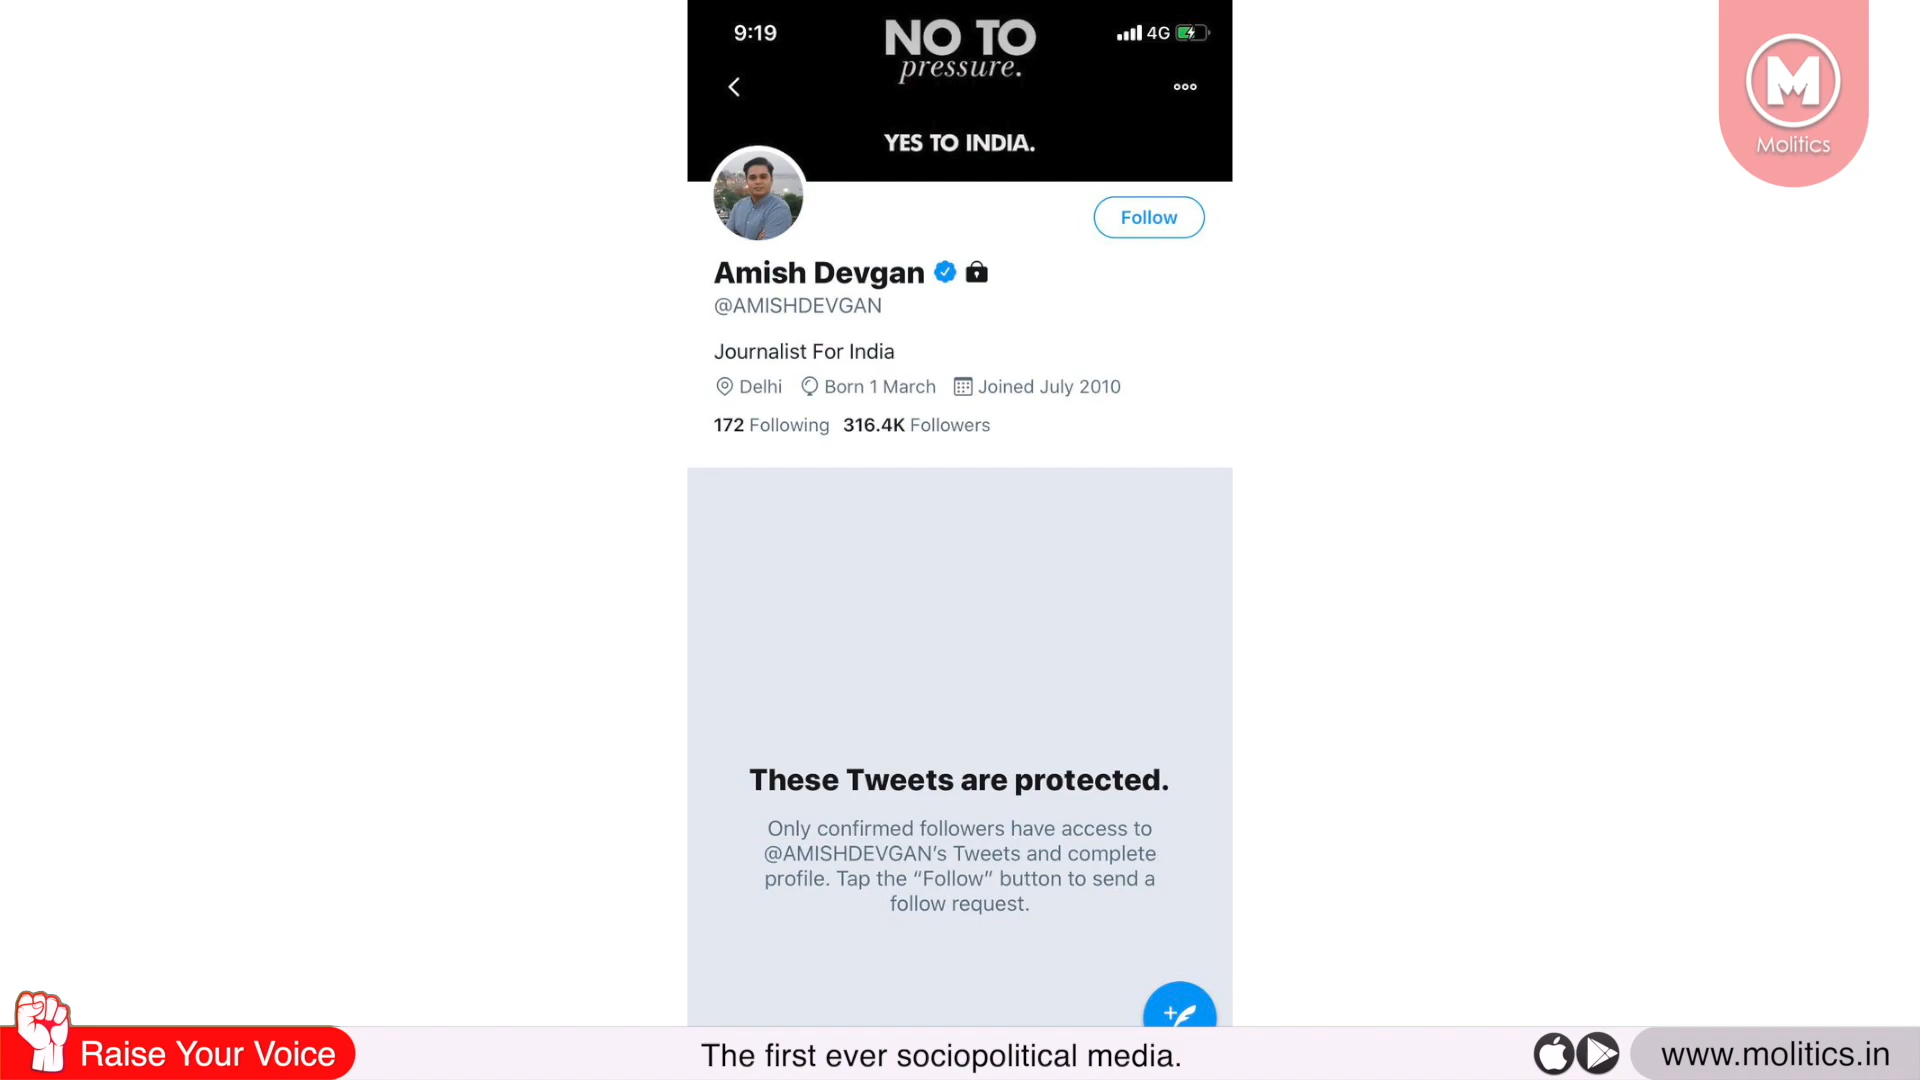 9:19
4G
NO TO
pressure.
YES TO INDIA.
Molitics
Follow
Amish Devgan
@AMISHDEVGAN
Journalist For India
Delhi Born 1 March Joined July 2010
172 Following 316.4K Followers
These Tweets are protected.
Only confirmed followers have access to
@AMISHDEVGAN’s Tweets and complete
profile. Tap the “Follow” button to send a
follow request.
Raise Your Voice
The first ever sociopolitical media.
www.molitics.in